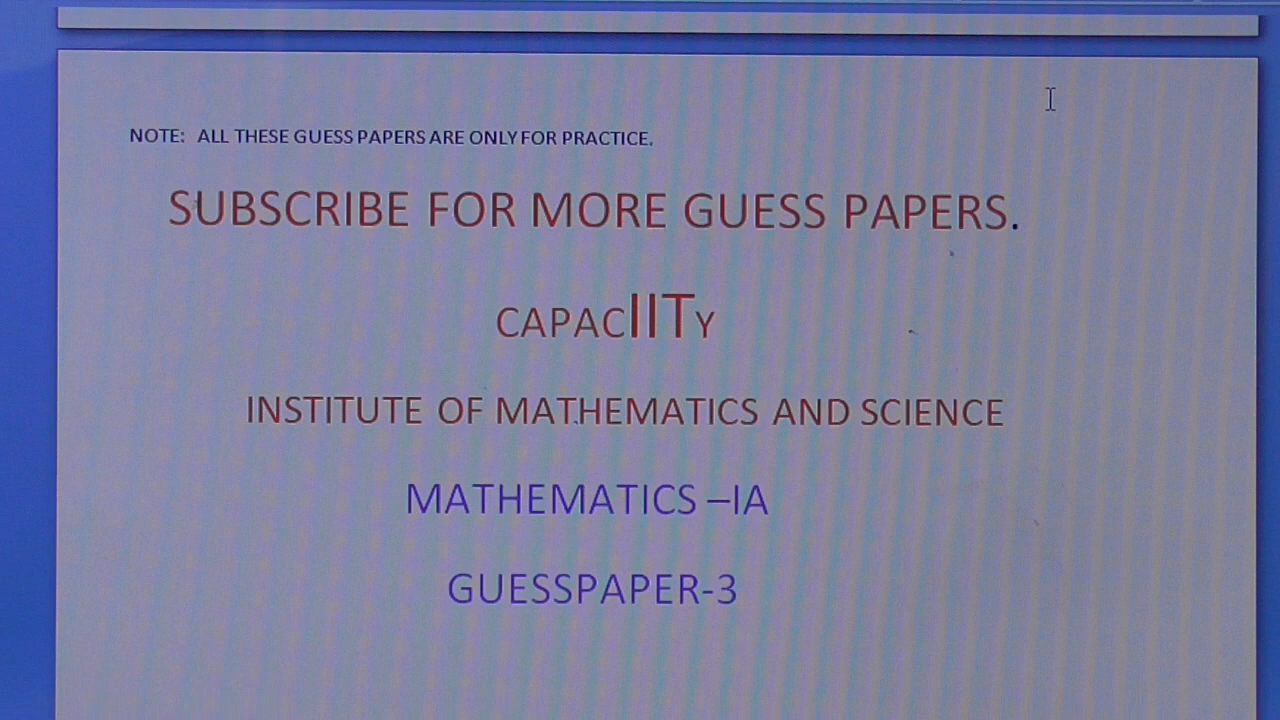 NOTE: ALL THESE GUESS PAPERS ARE ONLY FOR PRACTICE.
SUBSCRIBE FOR MORE GUESS PAPERS.
CAPACIITY
INSTITUTE OF MATHEMATICS AND SCIENCE
MATHEMATICS –IA
GUESSPAPER-3